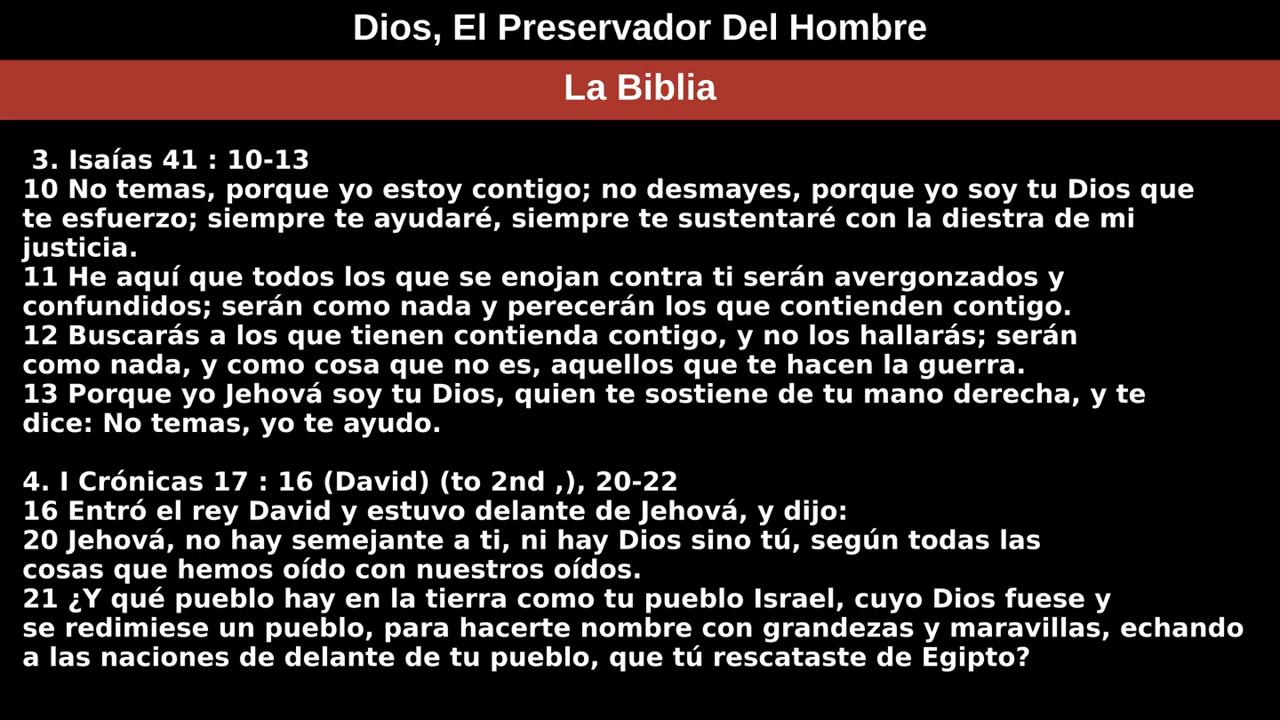 Dios, El Preservador Del Hombre
La Biblia
3. Isaías 41 : 10-13
10 No temas, porque yo estoy contigo; no desmayes, porque yo soy tu Dios que
te esfuerzo; siempre te ayudaré, siempre te sustentaré con la diestra de mi
justicia.
11 He aquí que todos los que se enojan contra ti serán avergonzados y
confundidos; serán como nada y perecerán los que contienden contigo.
12 Buscarás a los que tienen contienda contigo, y no los hallarás; serán
como nada, y como cosa que no es, aquellos que te hacen la guerra.
13 Porque yo Jehová soy tu Dios, quien te sostiene de tu mano derecha, y te
dice: No temas, yo te ayudo.
4. I Crónicas 17 : 16 (David) (to 2nd ,), 20-22
16 Entró el rey David y estuvo delante de Jehová, y dijo:
20 Jehová, no hay semejante a ti, ni hay Dios sino tú, según todas las
cosas que hemos oído con nuestros oídos.
21 ¿Y qué pueblo hay en la tierra como tu pueblo Israel, cuyo Dios fuese y
se redimiese un pueblo, para hacerte nombre con grandezas y maravillas, echando
a las naciones de delante de tu pueblo, que tú rescataste de Egipto?